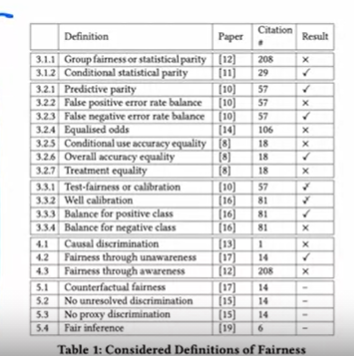 Definition Paper Citation # Result
3.1.1 Group fairness or statistical parity [12] 208 ×
3.1.2 Conditional statistical parity [11] 29 ✓
3.2.1 Predictive parity [10] 57 ✓
3.2.2 False positive error rate balance [10] 57 ×
3.2.3 False negative error rate balance [10] 57 ✓
3.2.4 Equalised odds [14] 106 ×
3.2.5 Conditional use accuracy equality [8] 18 ×
3.2.6 Overall accuracy equality [8] 18 ✓
3.2.7 Treatment equality [8] 18 ×
3.3.1 Test-fairness or calibration [10] 57 ✓
3.3.2 Well calibration [16] 81 ✓
3.3.3 Balance for positive class [16] 81 ✓
3.3.4 Balance for negative class [16] 81 ×
4.1 Causal discrimination [13] 1 ×
4.2 Fairness through unawareness [17] 14 ✓
4.3 Fairness through awareness [12] 208 ×
5.1 Counterfactual fairness [17] 14 –
5.2 No unresolved discrimination [15] 14 –
5.3 No proxy discrimination [15] 14 –
5.4 Fair inference [19] 6 –
Table 1: Considered Definitions of Fairness